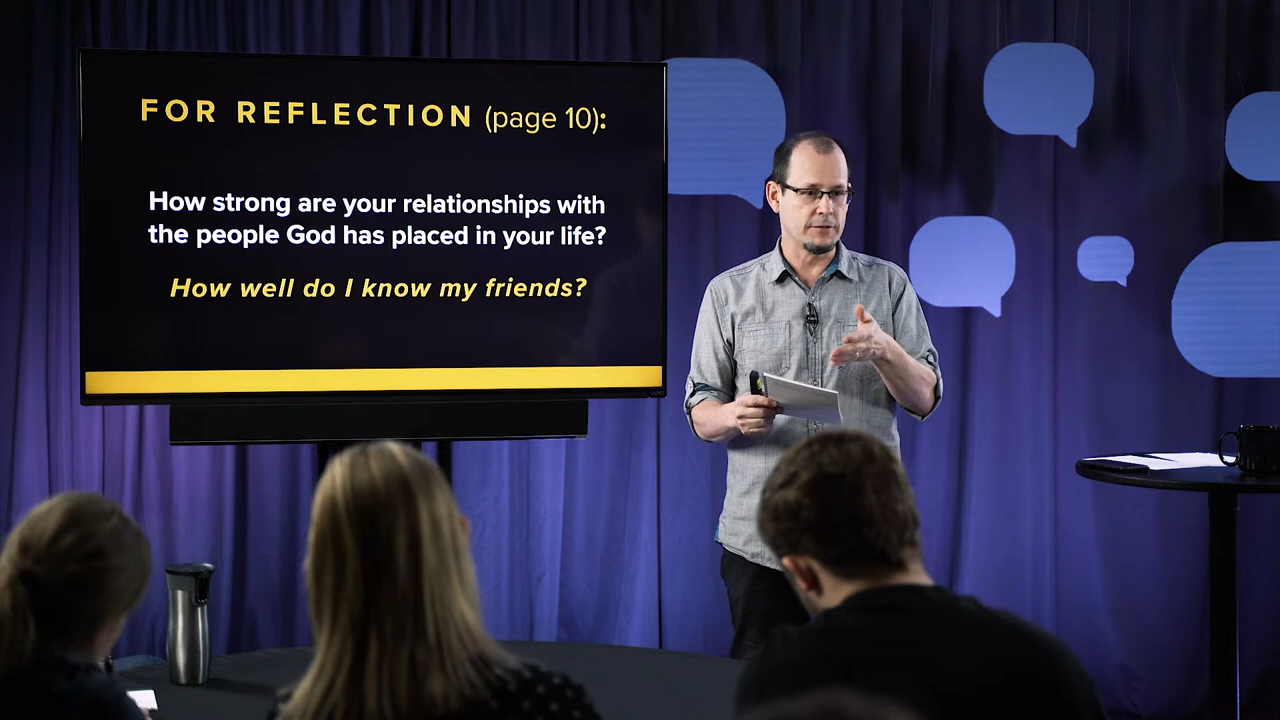 FOR REFLECTION (page 10):
How strong are your relationships with
the people God has placed in your life?
How well do I know my friends?